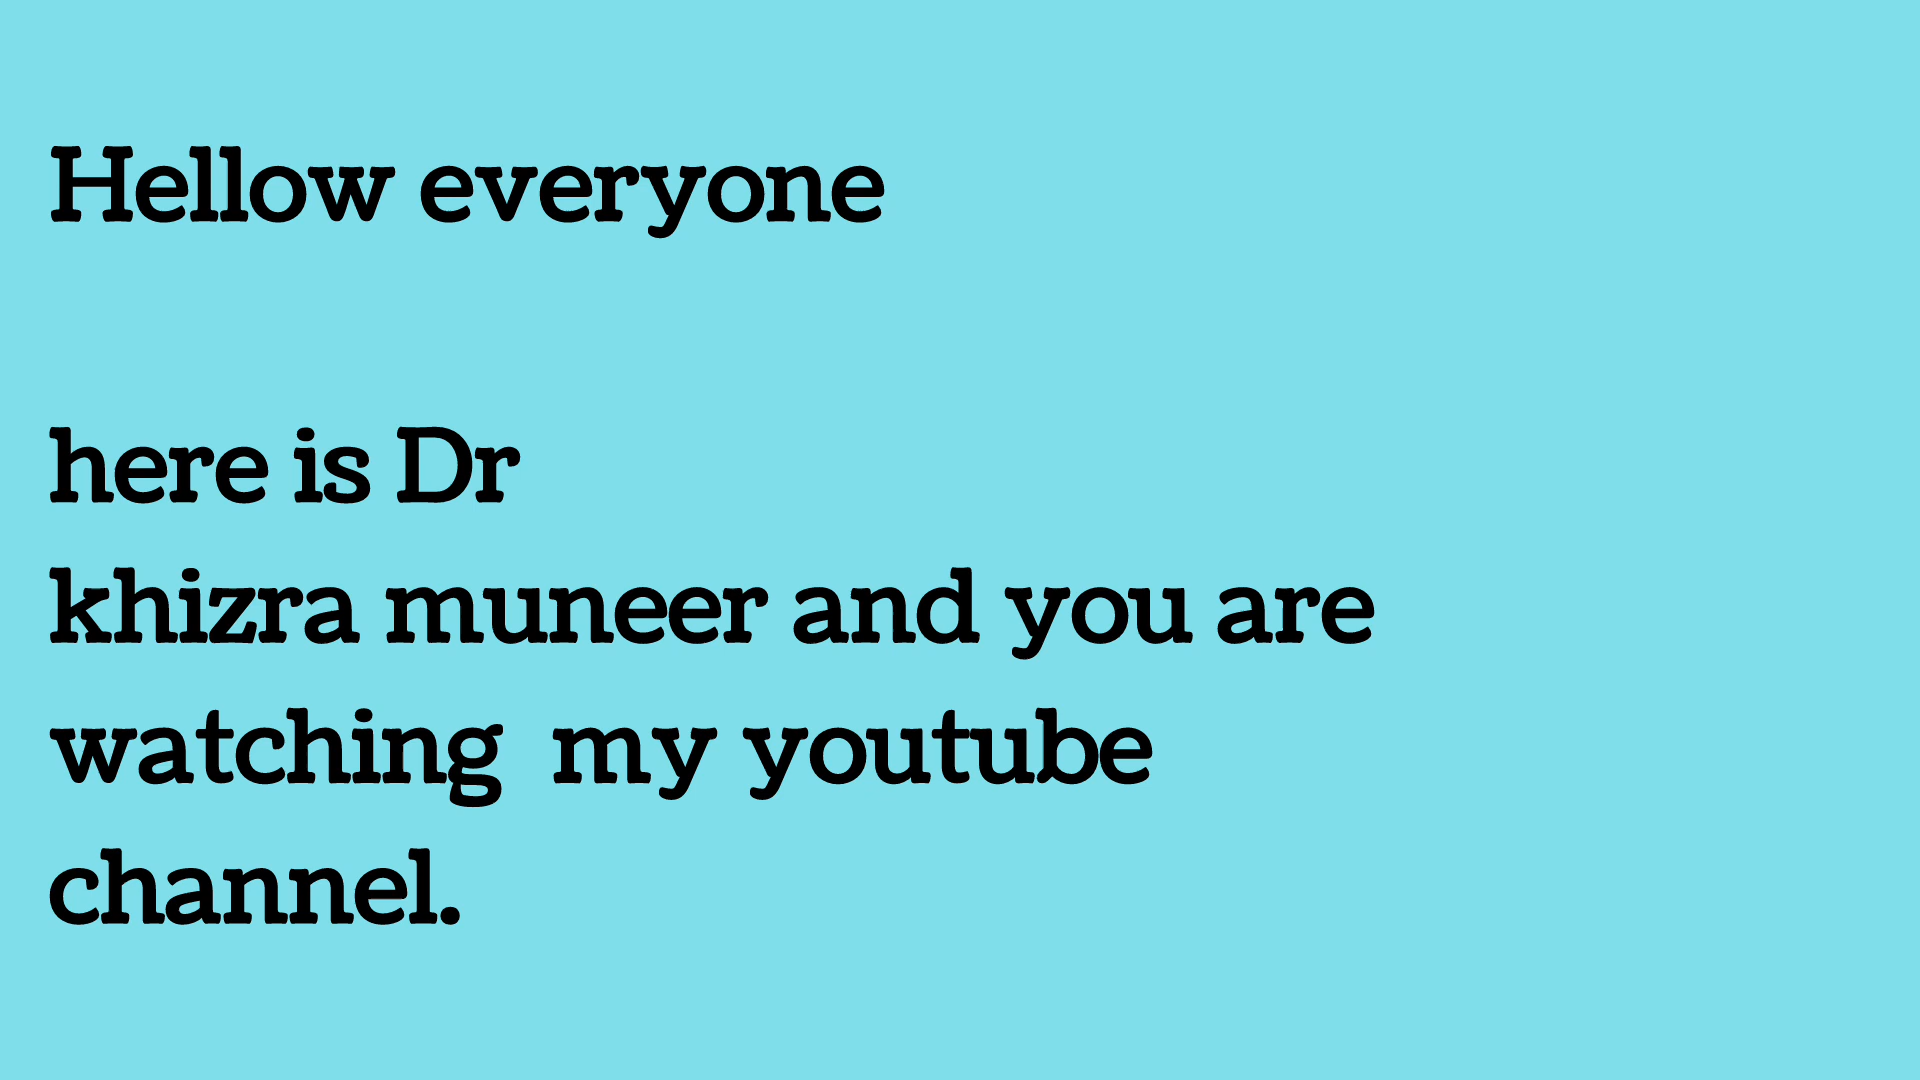 Hellow everyone
here is Dr
khizra muneer and you are
watching  my youtube
channel.